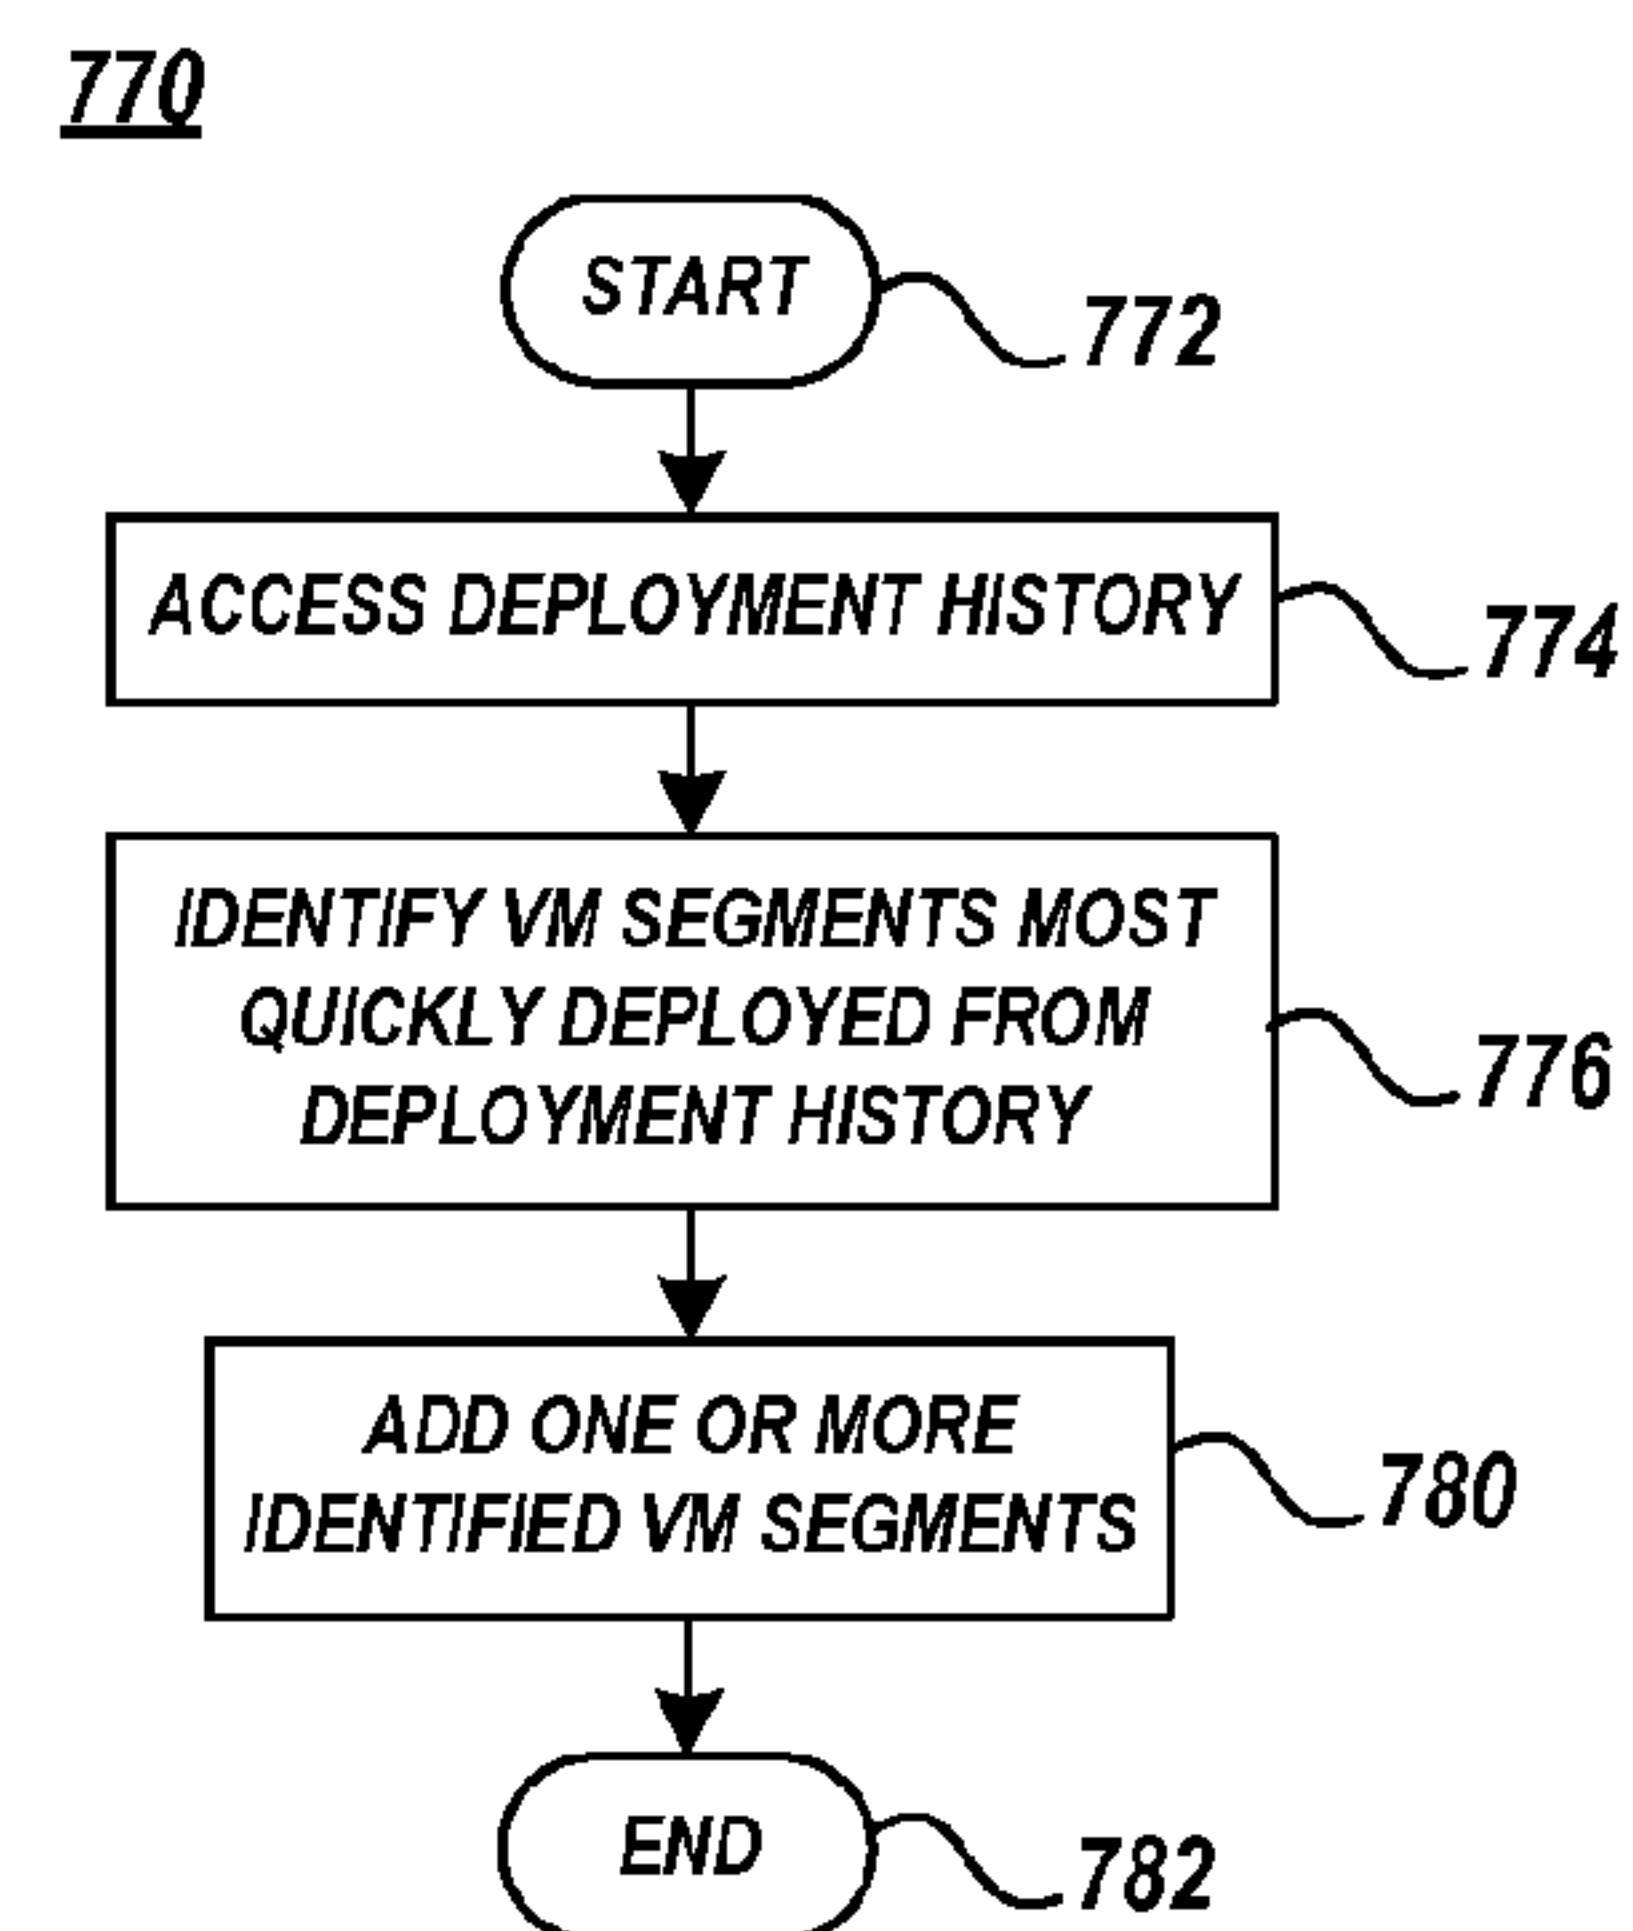 770
START
772
ACCESS DEPLOYMENT HISTORY
774
IDENTIFY VM SEGMENTS MOST
QUICKLY DEPLOYED FROM
DEPLOYMENT HISTORY
776
ADD ONE OR MORE
IDENTIFIED VM SEGMENTS
780
END
782